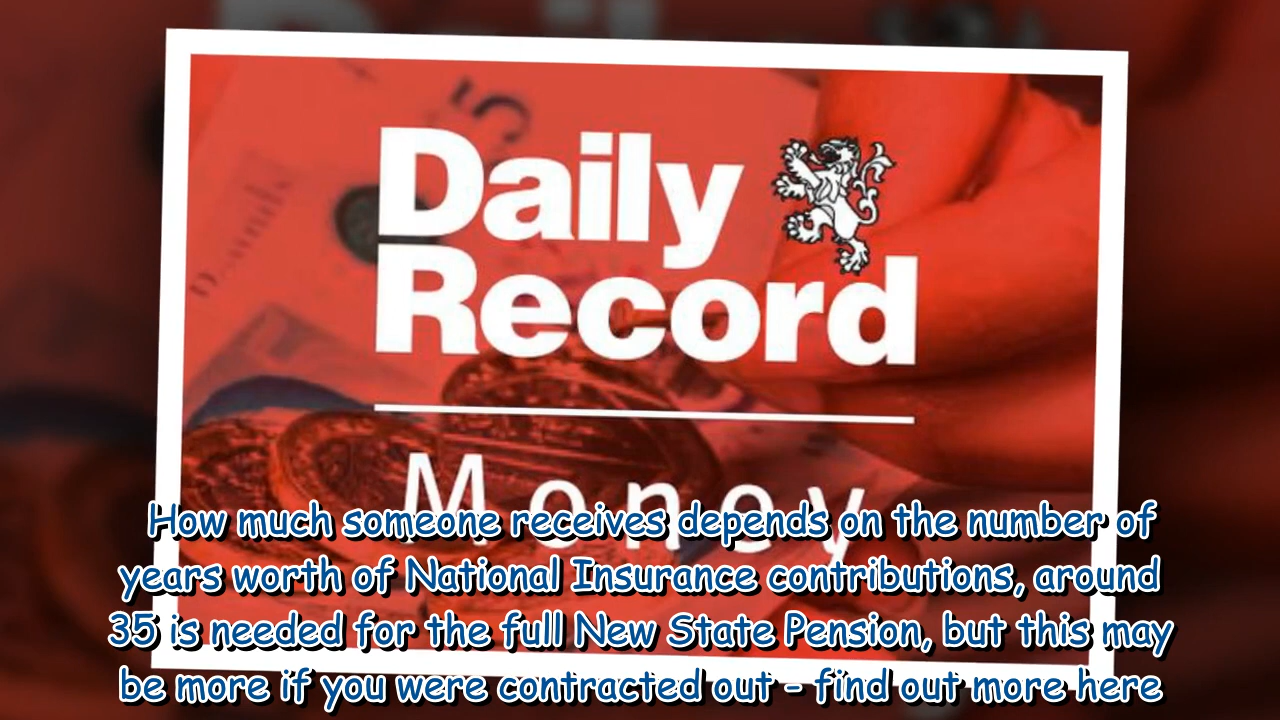 Daily
Record
Money
How much someone receives depends on the number of
years worth of National Insurance contributions, around
35 is needed for the full New State Pension, but this may
be more if you were contracted out - find out more here